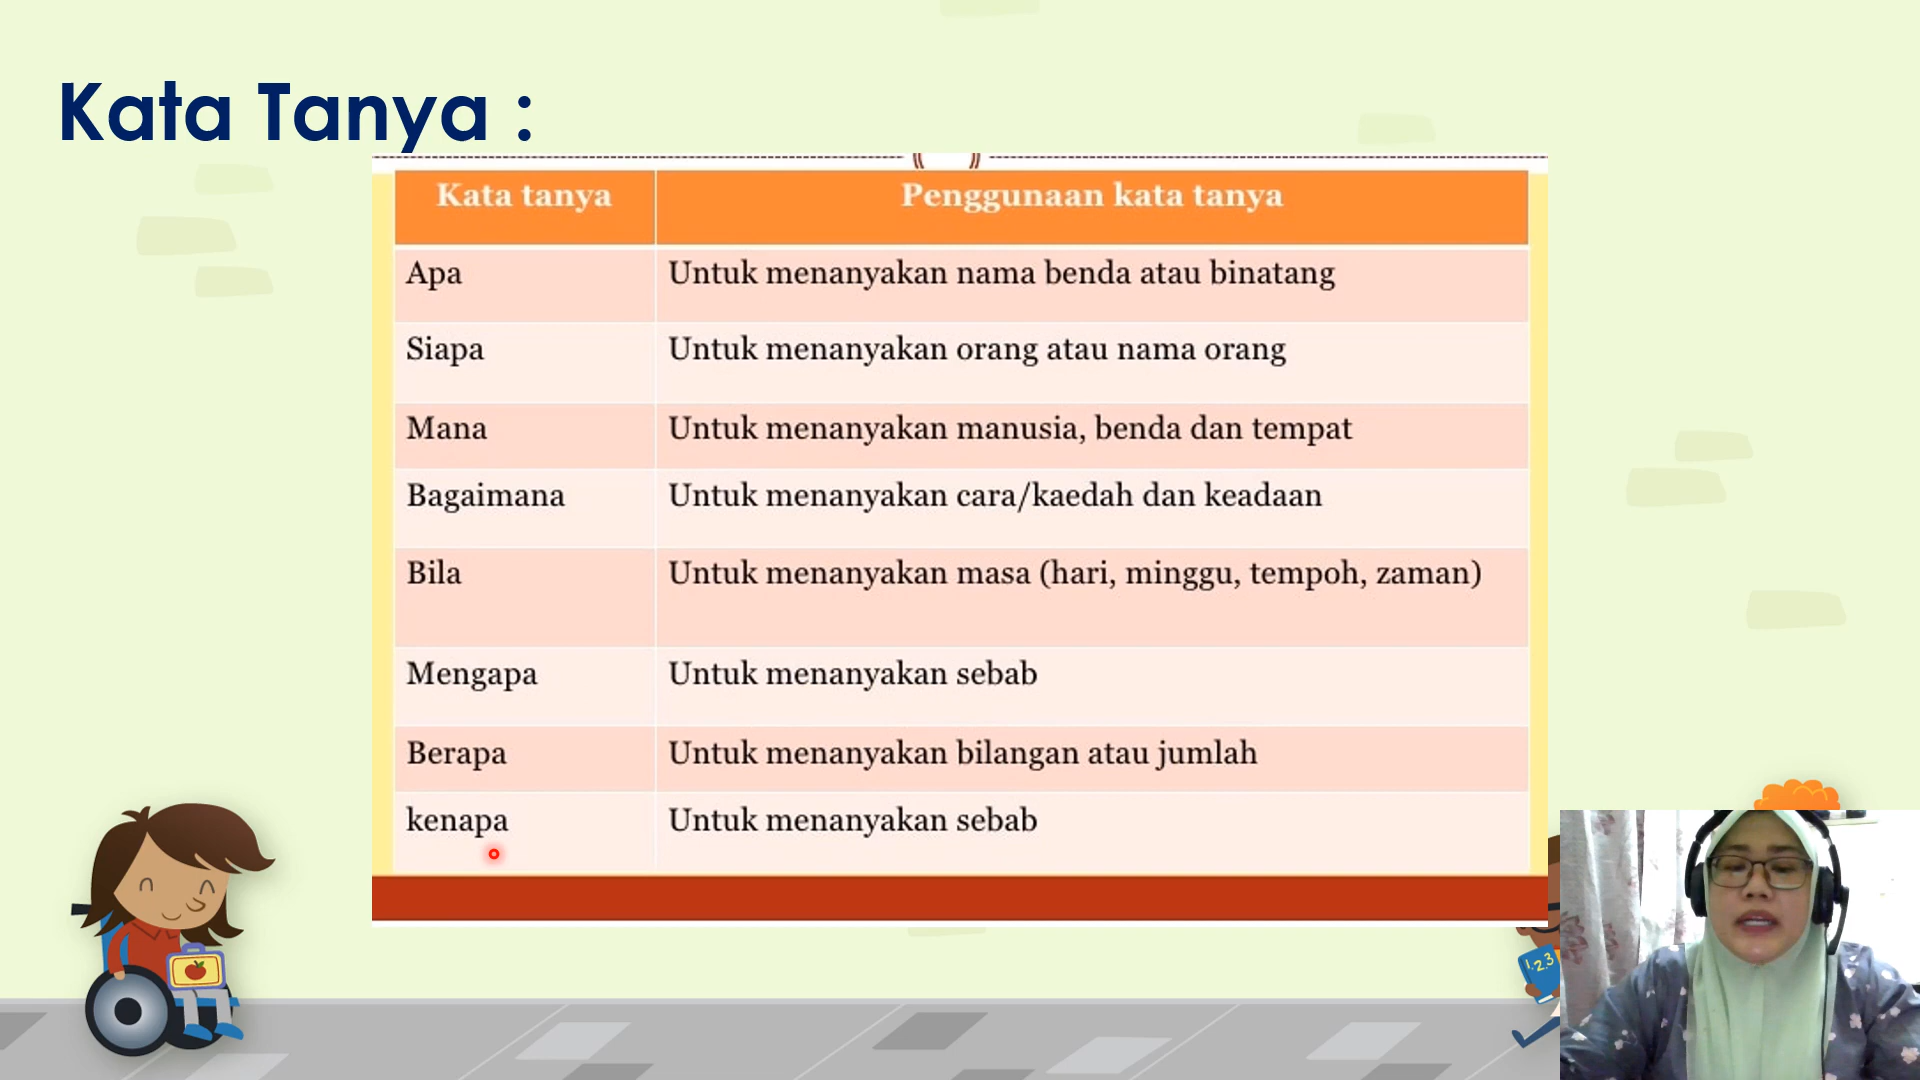 Kata Tanya :
Kata tanya Penggunaan kata tanya
Apa Untuk menanyakan nama benda atau binatang
Siapa Untuk menanyakan orang atau nama orang
Mana Untuk menanyakan manusia, benda dan tempat
Bagaimana Untuk menanyakan cara/kaedah dan keadaan
Bila Untuk menanyakan masa (hari, minggu, tempoh, zaman)
Mengapa Untuk menanyakan sebab
Berapa Untuk menanyakan bilangan atau jumlah
kenapa Untuk menanyakan sebab
1,2,3